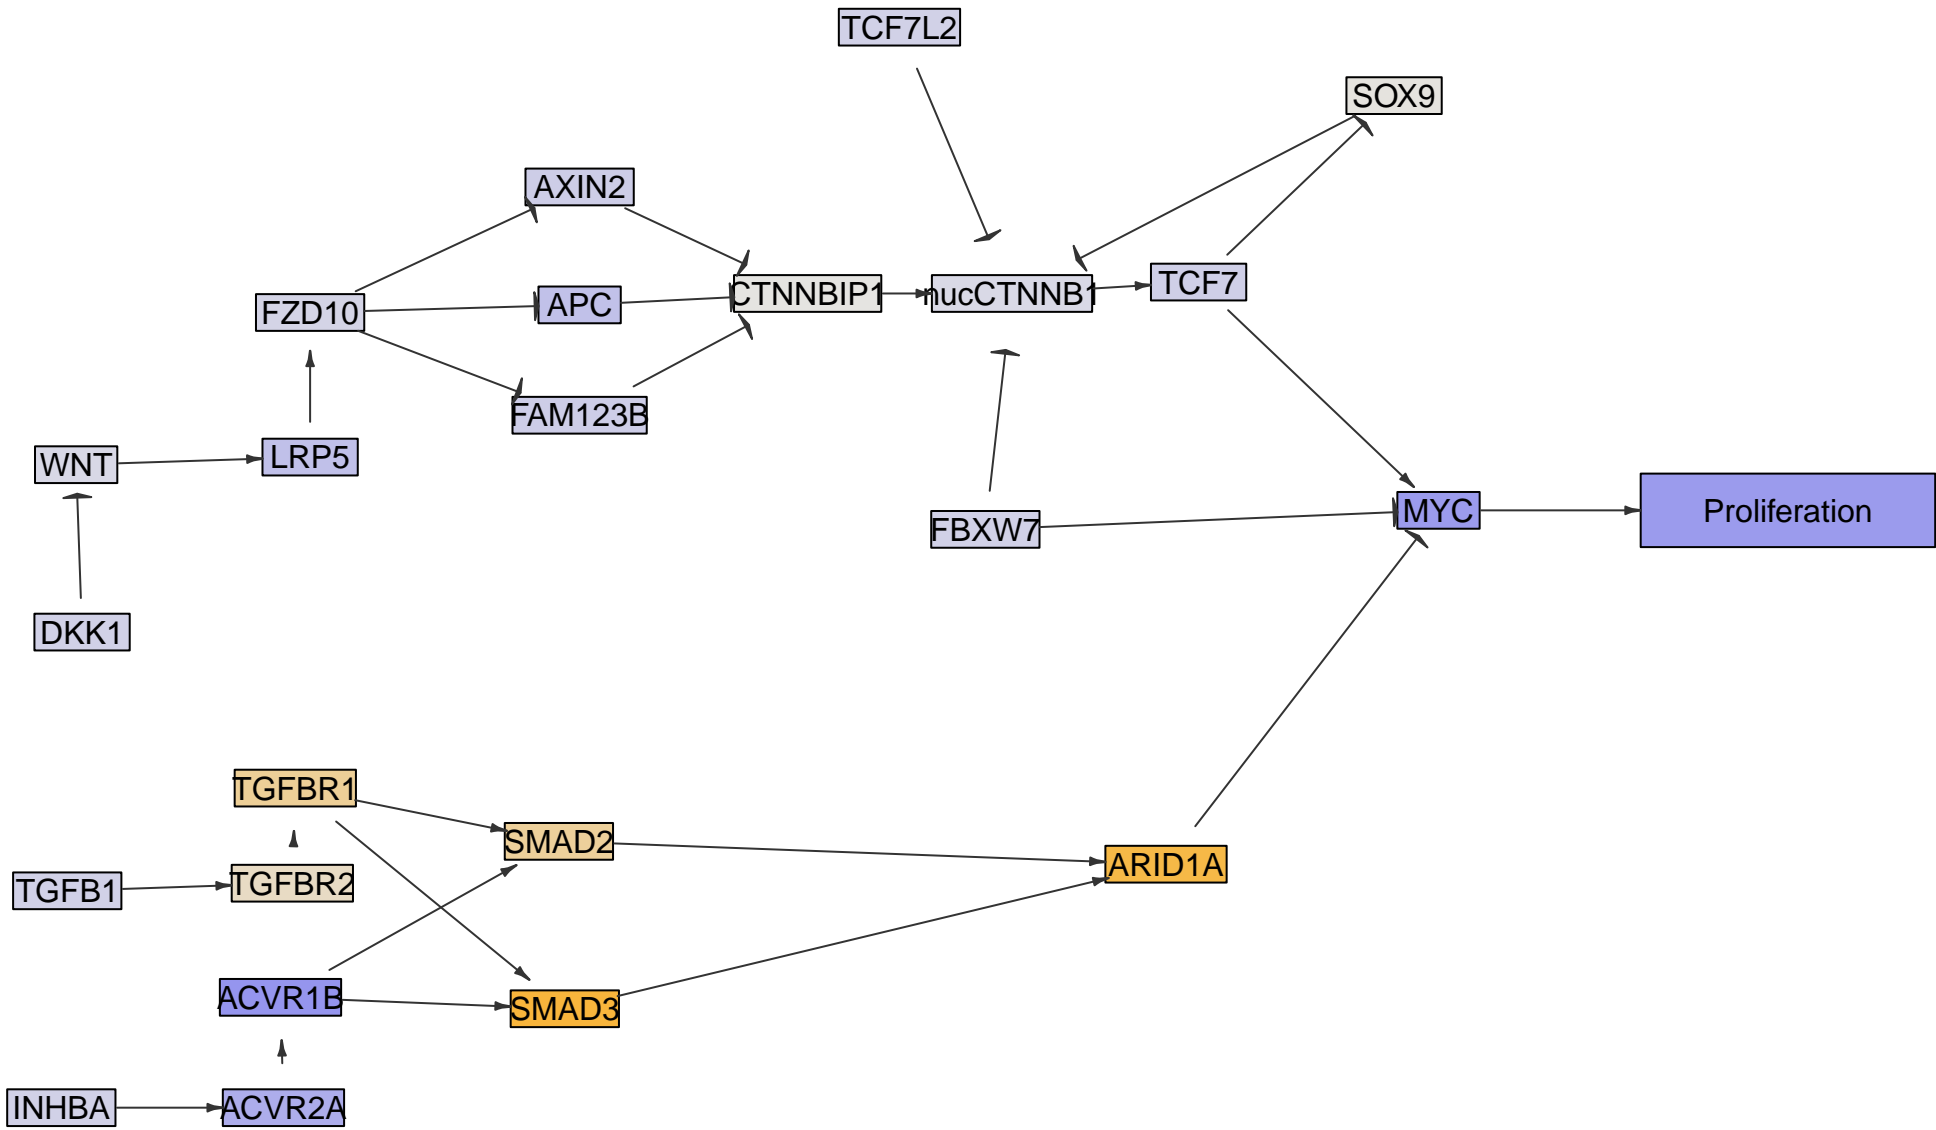 TCF7L2
SOX9
AXIN2
TCF7
CTNNBIP1
nucCTNNB1
APC
FZD10
FAM123B
LRP5
WNT
MYC
Proliferation
FBXW7
DKK1
TGFBR1
SMAD2
ARID1A
TGFBR2
TGFB1
ACVR1B
SMAD3
INHBA
ACVR2A